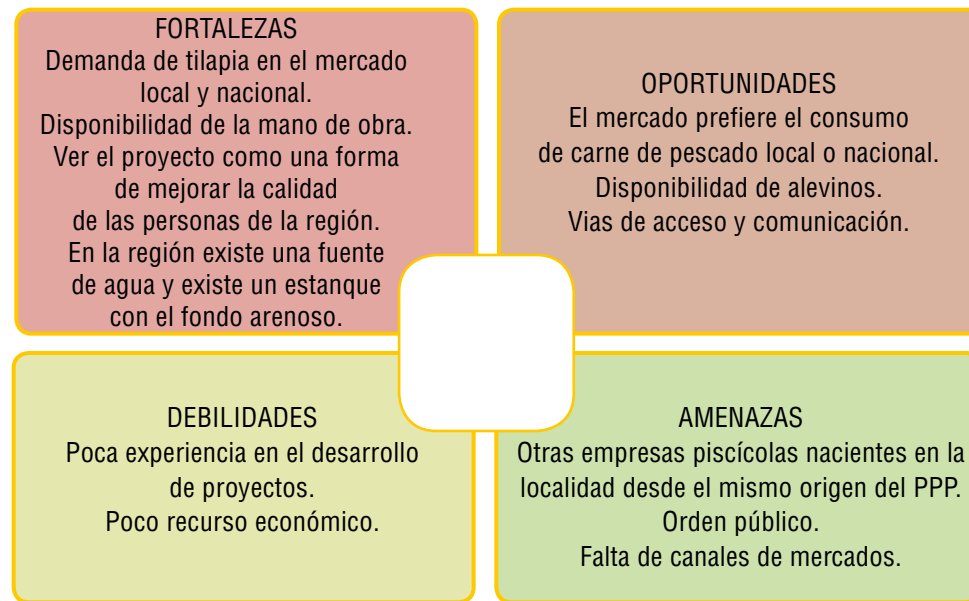 FORTALEZAS
Demanda de tilapia en el mercado
local y nacional.
Disponibilidad de la mano de obra.
Ver el proyecto como una forma
de mejorar la calidad
de las personas de la región.
En la región existe una fuente
de agua y existe un estanque
con el fondo arenoso.
OPORTUNIDADES
El mercado prefiere el consumo
de carne de pescado local o nacional.
Disponibilidad de alevinos.
Vias de acceso y comunicación.
DEBILIDADES
Poca experiencia en el desarrollo
de proyectos.
Poco recurso económico.
AMENAZAS
Otras empresas piscícolas nacientes en la
localidad desde el mismo origen del PPP.
Orden público.
Falta de canales de mercados.